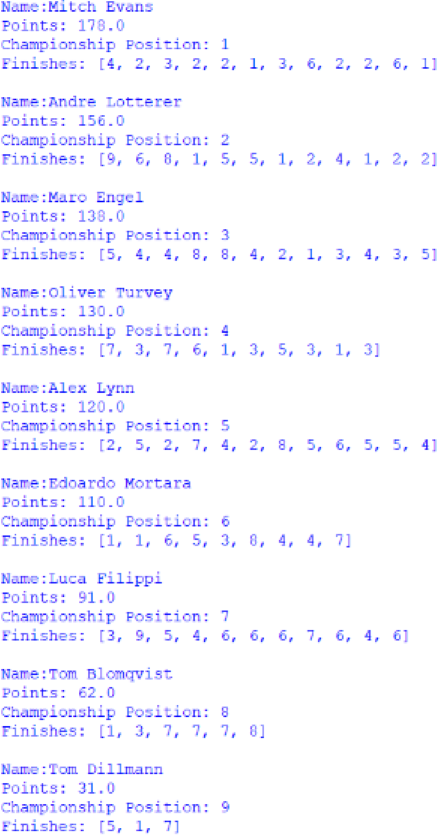 Name:Mitch Evans
Points: 178.0
Championship Position: 1
Finishes: [4, 2, 3, 2, 2, 1, 3, 6, 2, 2, 6, 1]
Name:Andre Lotterer
Points: 156.0
Championship Position: 2
Finishes: [9, 6, 8, 1, 5, 5, 1, 2, 4, 1, 2, 2]
Name:Maro Engel
Points: 138.0
Championship Position: 3
Finishes: [5, 4, 4, 8, 8, 4, 2, 1, 3, 4, 3, 5]
Name:Oliver Turvey
Points: 130.0
Championship Position: 4
Finishes: [7, 3, 7, 6, 1, 3, 5, 3, 1, 3]
Name:Alex Lynn
Points: 120.0
Championship Position: 5
Finishes: [2, 5, 2, 7, 4, 2, 8, 5, 6, 5, 5, 4]
Name:Edoardo Mortara
Points: 110.0
Championship Position: 6
Finishes: [1, 1, 6, 5, 3, 8, 4, 4, 7]
Name:Luca Filippi
Points: 91.0
Championship Position: 7
Finishes: [3, 9, 5, 4, 6, 6, 6, 7, 6, 4, 6]
Name:Tom Blomqvist
Points: 62.0
Championship Position: 8
Finishes: [1, 3, 7, 7, 7, 8]
Name:Tom Dillmann
Points: 31.0
Championship Position: 9
Finishes: [5, 1, 7]